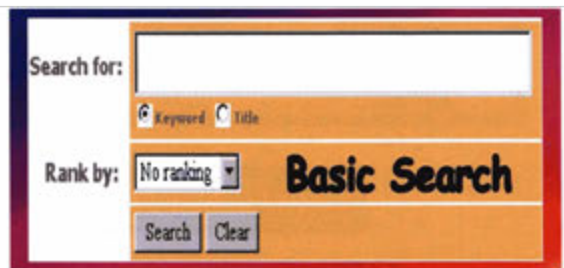 Search for:
Keyword Title
Rank by: No ranking Basic Search
Search Clear